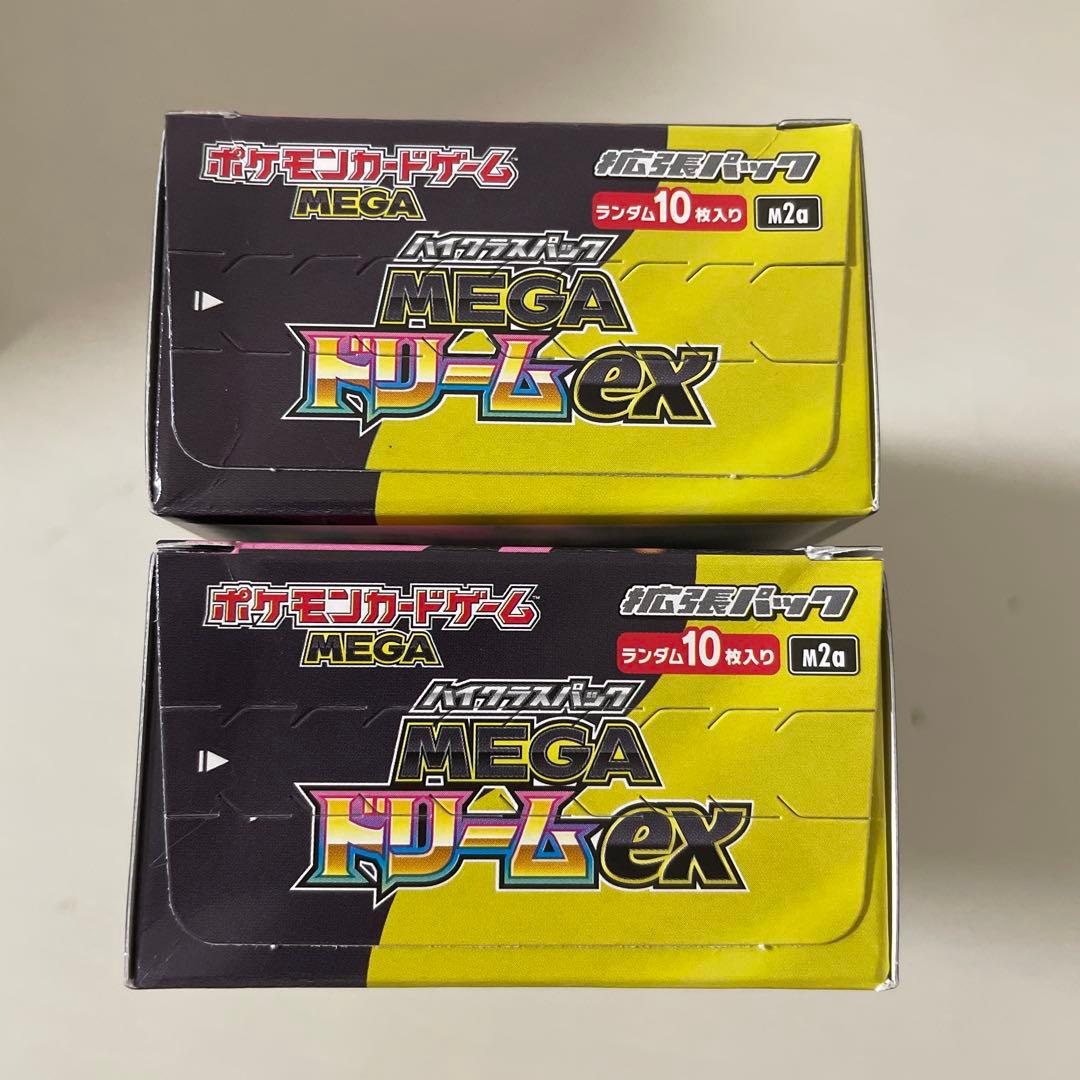 ポケモンカードゲーム
MEGA
拡張パック
ランダム10枚入り M2a
ハイクラスパック
MEGA
ドリームex
ポケモンカードゲーム
MEGA
拡張パック
ランダム10枚入り M2a
ハイクラスパック
MEGA
ドリームex